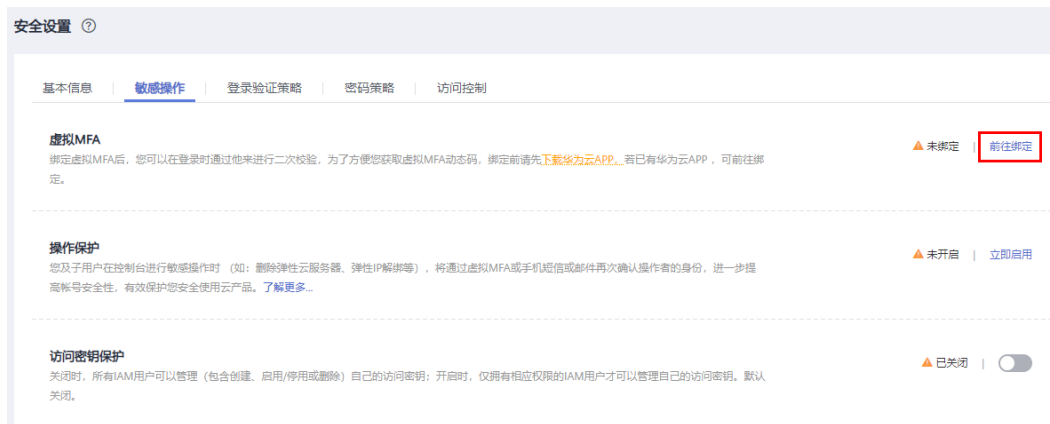 安全设置 ?
基本信息 | 敏感操作 | 登录验证策略 | 密码策略 | 访问控制
虚拟MFA
绑定虚拟MFA后，您可以在登录时通过他来进行二次校验，为了方便您获取虚拟MFA动态码，绑定前请先下载华为云APP。若已有华为云APP ，可前往绑
定。
未绑定 | 前往绑定
操作保护
您及子用户在控制台进行敏感操作时 （如：删除弹性云服务器、弹性IP解绑等），将通过虚拟MFA或手机短信或邮件再次确认操作者的身份，进一步提
高帐号安全性，有效保护您安全使用云产品。了解更多...
未开启 | 立即启用
访问密钥保护
关闭时，所有IAM用户可以管理（包含创建、启用/停用或删除）自己的访问密钥；开启时，仅拥有相应权限的IAM用户才可以管理自己的访问密钥。默认
关闭。
已关闭 |